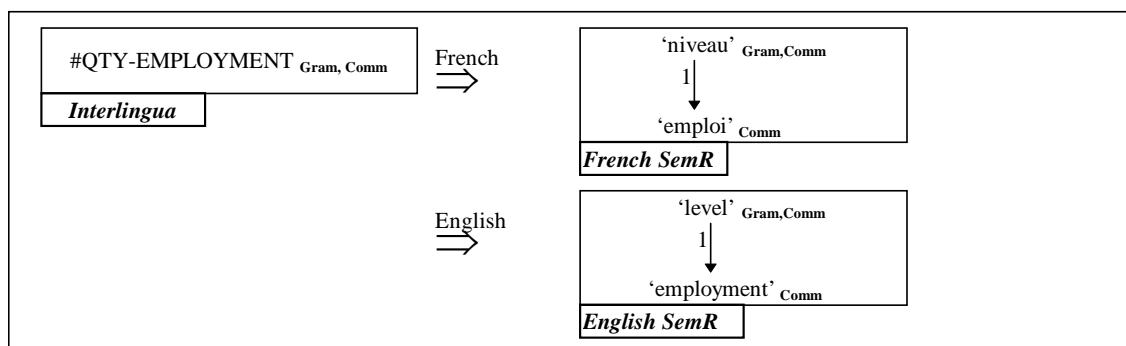 #QTY-EMPLOYMENT Gram, Comm
Interlingua
French
‘niveau’ Gram,Comm
1
‘emploi’ Comm
French SemR
English
‘level’ Gram,Comm
1
‘employment’ Comm
English SemR